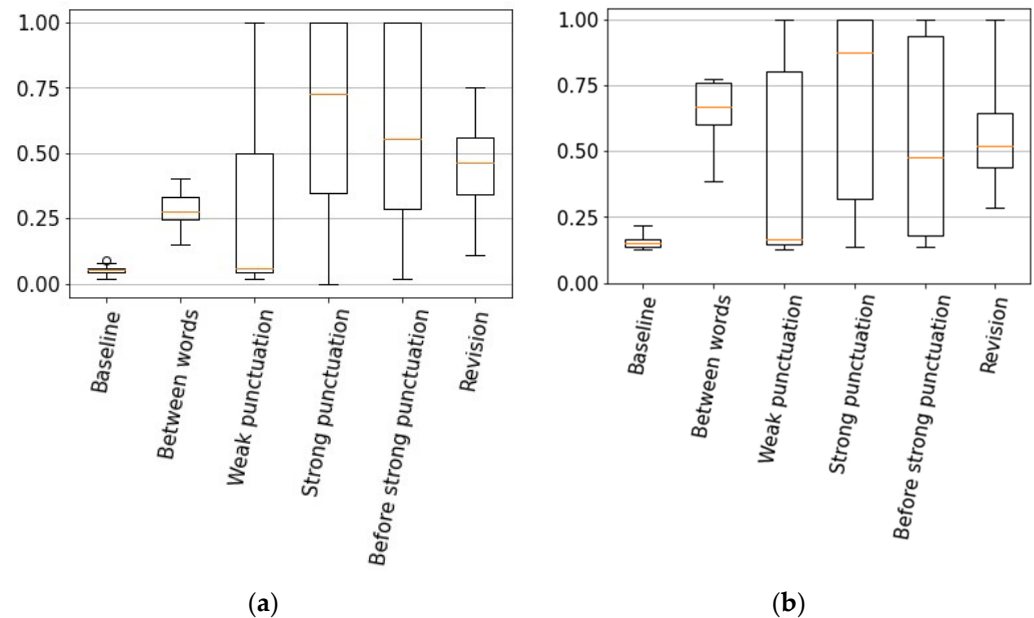 1.00
0.75
0.50
0.25
0.00
Baseline
Between words
Weak punctuation
Strong punctuation
Before strong punctuation
Revision
(a)
1.00
0.75
0.50
0.25
0.00
Baseline
Between words
Weak punctuation
Strong punctuation
Before strong punctuation
Revision
(b)